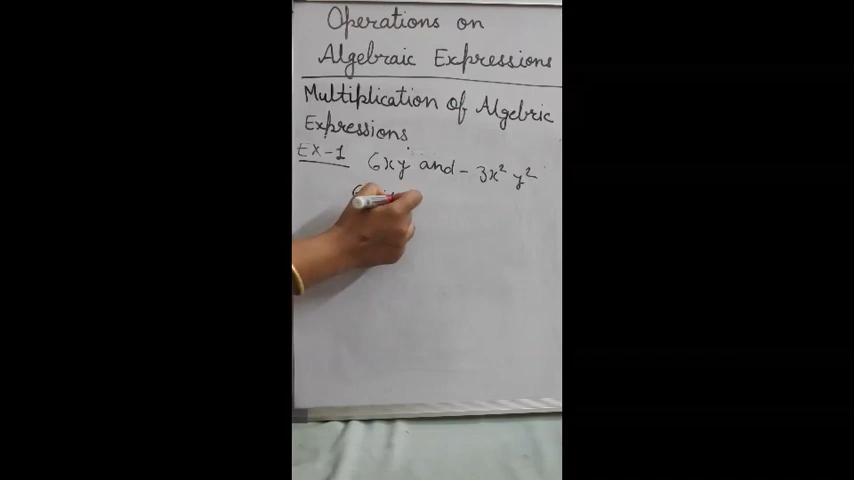 Operations on
Algebraic Expressions
Multiplication of Algebric
Expressions
EX-1 6xy and - 3x² y²